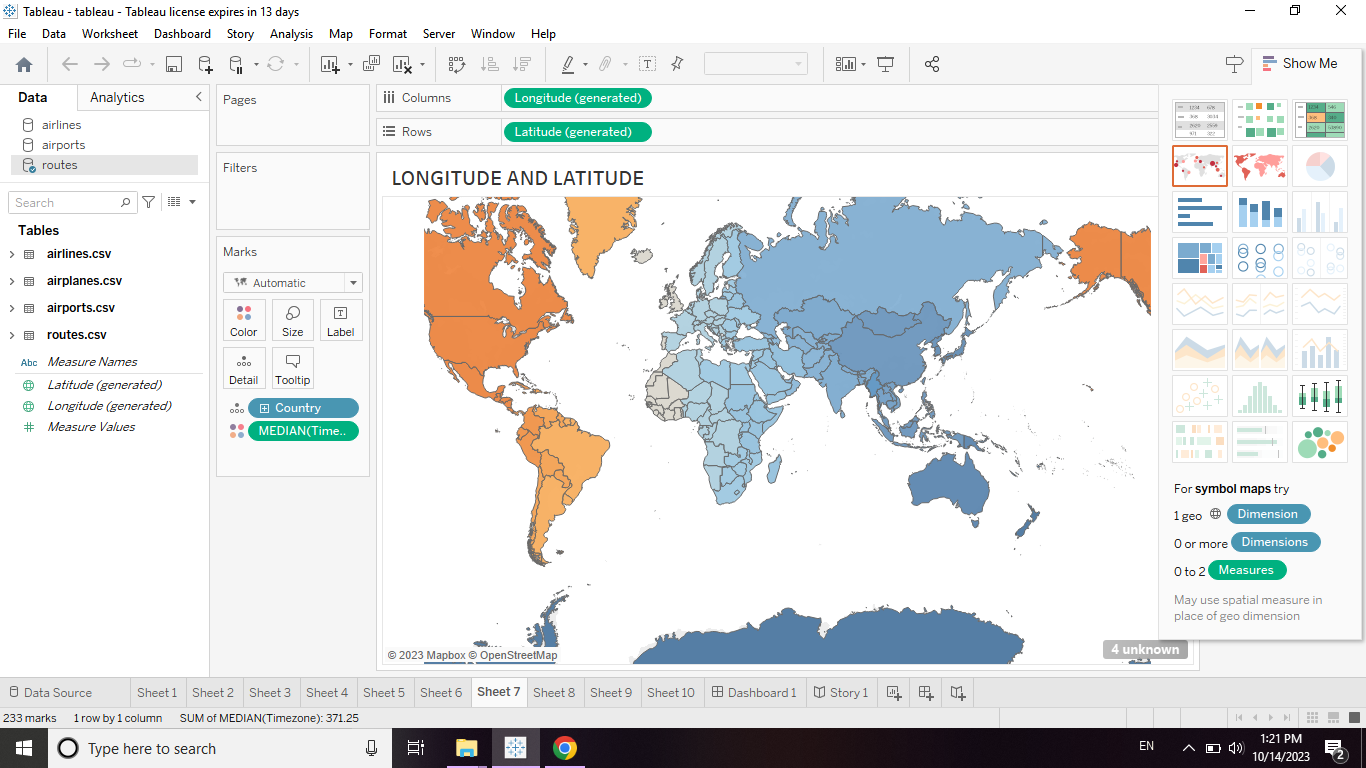 Tableau - tableau - Tableau license expires in 13 days
File Data Worksheet Dashboard Story Analysis Map Format Server Window Help
Show Me
Data Analytics
airlines
airports
routes
Search
Tables
airlines.csv
airplanes.csv
airports.csv
routes.csv
Abc Measure Names
Latitude (generated)
Longitude (generated)
Measure Values
Pages
Filters
Marks
Automatic
Color Size Label
Detail Tooltip
Country
MEDIAN(Time..
Columns Longitude (generated)
Rows Latitude (generated)
LONGITUDE AND LATITUDE
© 2023 Mapbox © OpenStreetMap
4 unknown
For symbol maps try
1 geo Dimension
0 or more Dimensions
0 to 2 Measures
May use spatial measure in
place of geo dimension
Data Source Sheet 1 Sheet 2 Sheet 3 Sheet 4 Sheet 5 Sheet 6 Sheet 7 Sheet 8 Sheet 9 Sheet 10 Dashboard 1 Story 1
233 marks 1 row by 1 column SUM of MEDIAN(Timezone): 371.25
Type here to search
EN
1:21 PM
10/14/2023
2